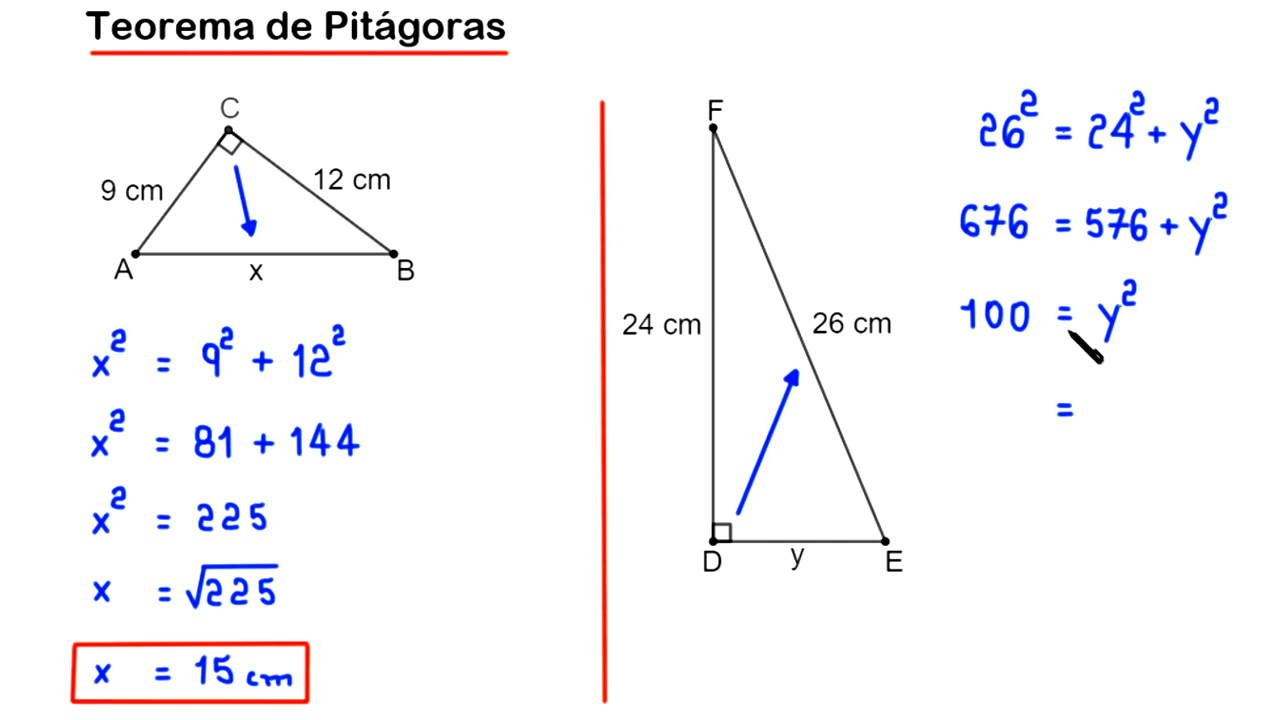 Teorema de Pitágoras
C
9 cm
12 cm
A
x
B
x² = 9² + 12²
x² = 81 + 144
x² = 225
x = √225
x = 15 cm
F
24 cm
26 cm
D
y
E
26² = 24² + y²
676 = 576 + y²
100 = y²
=